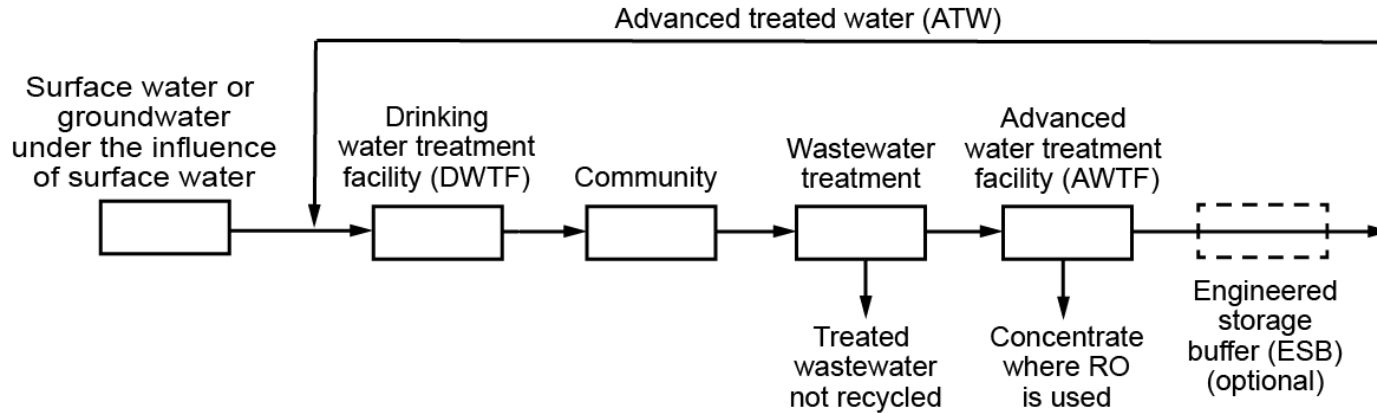 Advanced treated water (ATW)
Surface water or
groundwater
under the influence
of surface water
Drinking
water treatment
facility (DWTF)
Community
Wastewater
treatment
Advanced
water treatment
facility (AWTF)
Treated
wastewater
not recycled
Concentrate
where RO
is used
Engineered
storage
buffer (ESB)
(optional)